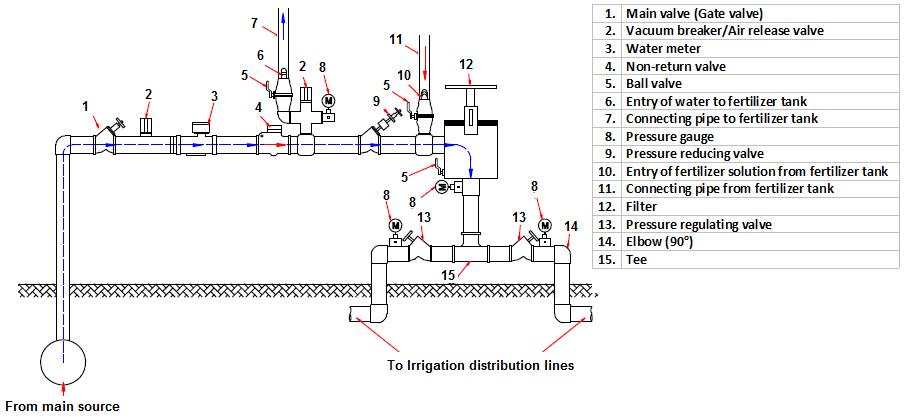 7
6
5
2
8
11
10
5
9
12
1
2
3
4
M
5
M
8
8
M
13
13
8
M
14
15
To Irrigation distribution lines
From main source
1. Main valve (Gate valve)
2. Vacuum breaker/Air release valve
3. Water meter
4. Non-return valve
5. Ball valve
6. Entry of water to fertilizer tank
7. Connecting pipe to fertilizer tank
8. Pressure gauge
9. Pressure reducing valve
10. Entry of fertilizer solution from fertilizer tank
11. Connecting pipe from fertilizer tank
12. Filter
13. Pressure regulating valve
14. Elbow (90°)
15. Tee